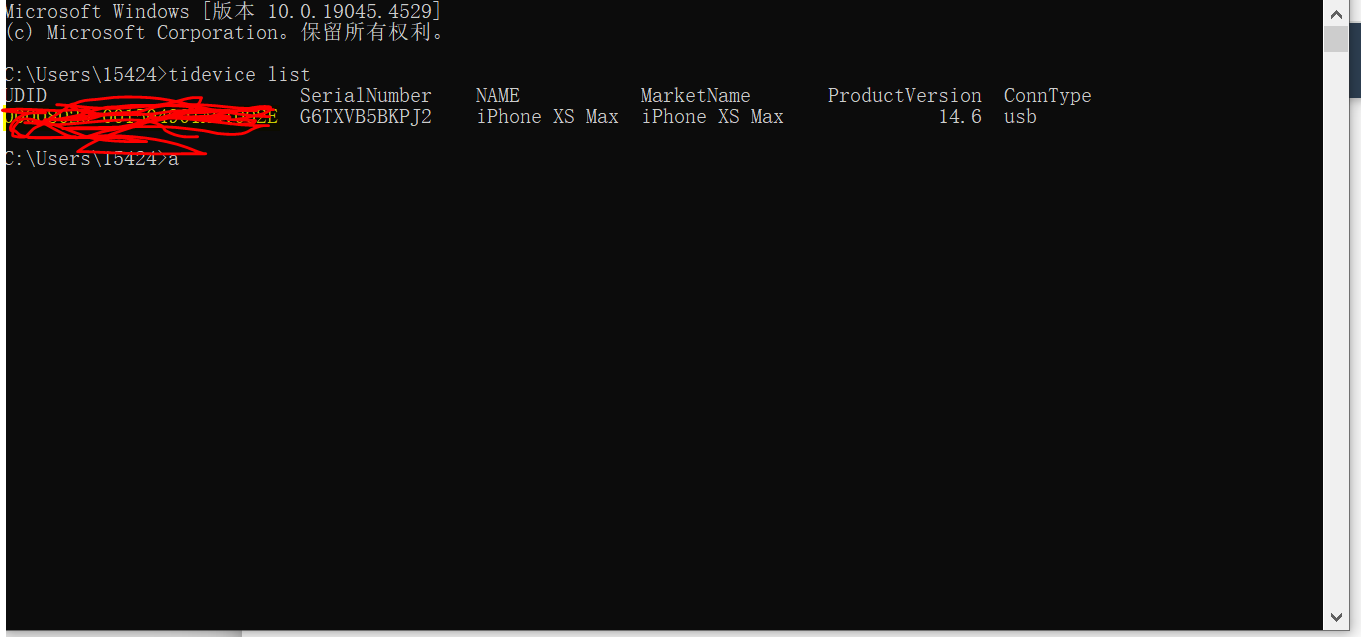 Microsoft Windows [版本 10.0.19045.4529]
(c) Microsoft Corporation。保留所有权利。
C:\Users\15424>tidevice list
UDID SerialNumber NAME MarketName ProductVersion ConnType
G6TXVB5BKPJ2 iPhone XS Max iPhone XS Max 14.6 usb
C:\Users\15424>a